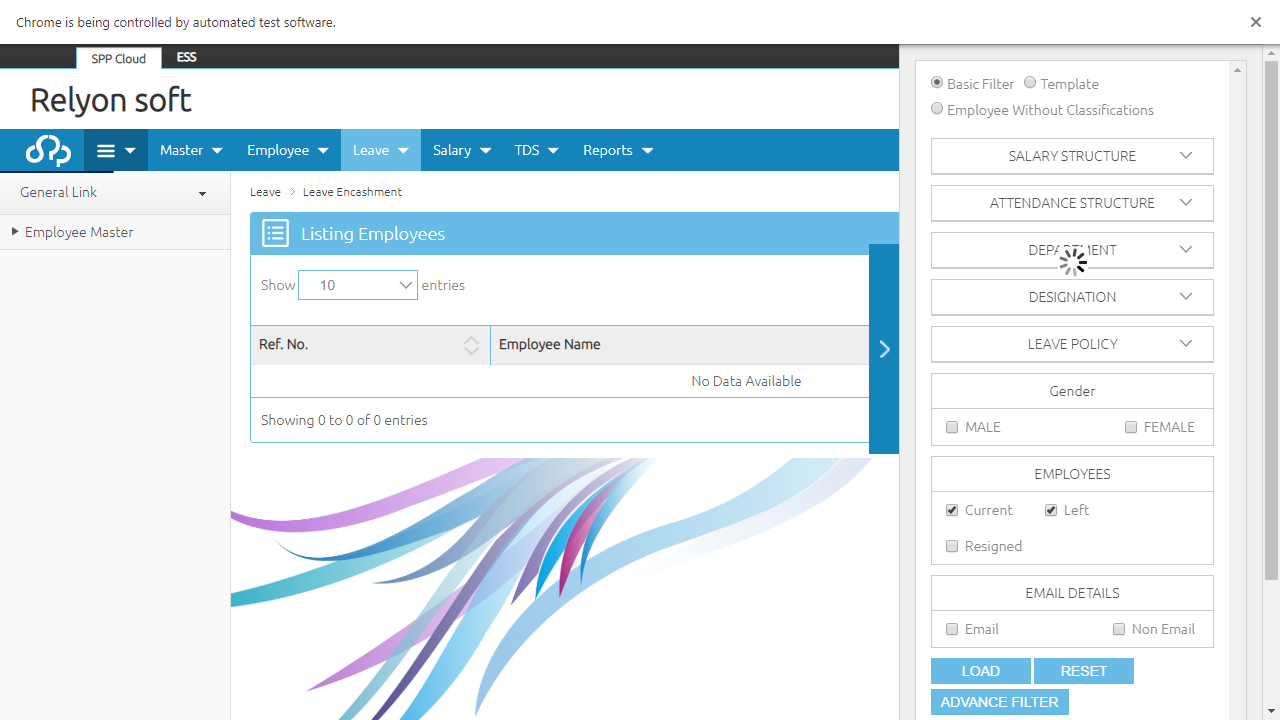 Chrome is being controlled by automated test software.
SPP Cloud ESS
Relyon soft
spp Master Employee Leave Salary TDS Reports
General Link
Employee Master
Leave > Leave Encashment
Listing Employees
Show 10 entries
Ref. No. Employee Name
No Data Available
Showing 0 to 0 of 0 entries
Basic Filter Template
Employee Without Classifications
SALARY STRUCTURE
ATTENDANCE STRUCTURE
DEPARTMENT
DESIGNATION
LEAVE POLICY
Gender
MALE FEMALE
EMPLOYEES
Current Left
Resigned
EMAIL DETAILS
Email Non Email
LOAD RESET
ADVANCE FILTER